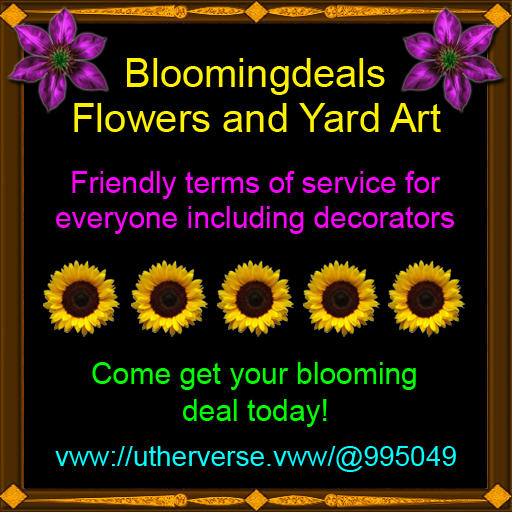 Bloomingdeals
Flowers and Yard Art
Friendly terms of service for
everyone including decorators
Come get your blooming
deal today!
vww://utherverse.vww/@995049